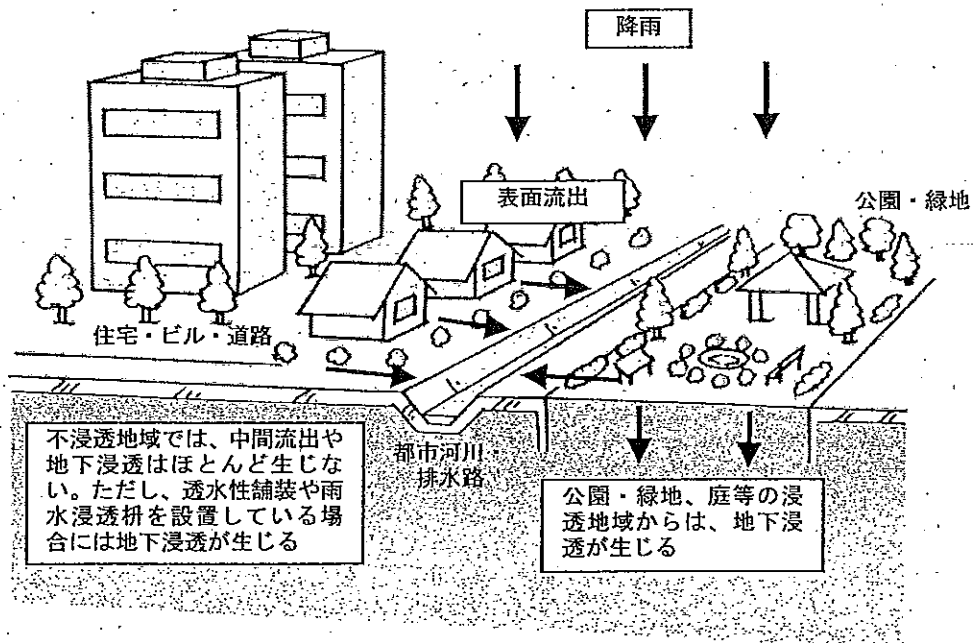 降雨
表面流出
公園・緑地
住宅・ビル・道路
都市河川・
排水路
不浸透地域では、中間流出や
地下浸透はほとんど生じな
い。ただし、透水性舗装や雨
水浸透枡を設置している場
合には地下浸透が生じる
公園・緑地、庭等の浸
透地域からは、地下浸
透が生じる